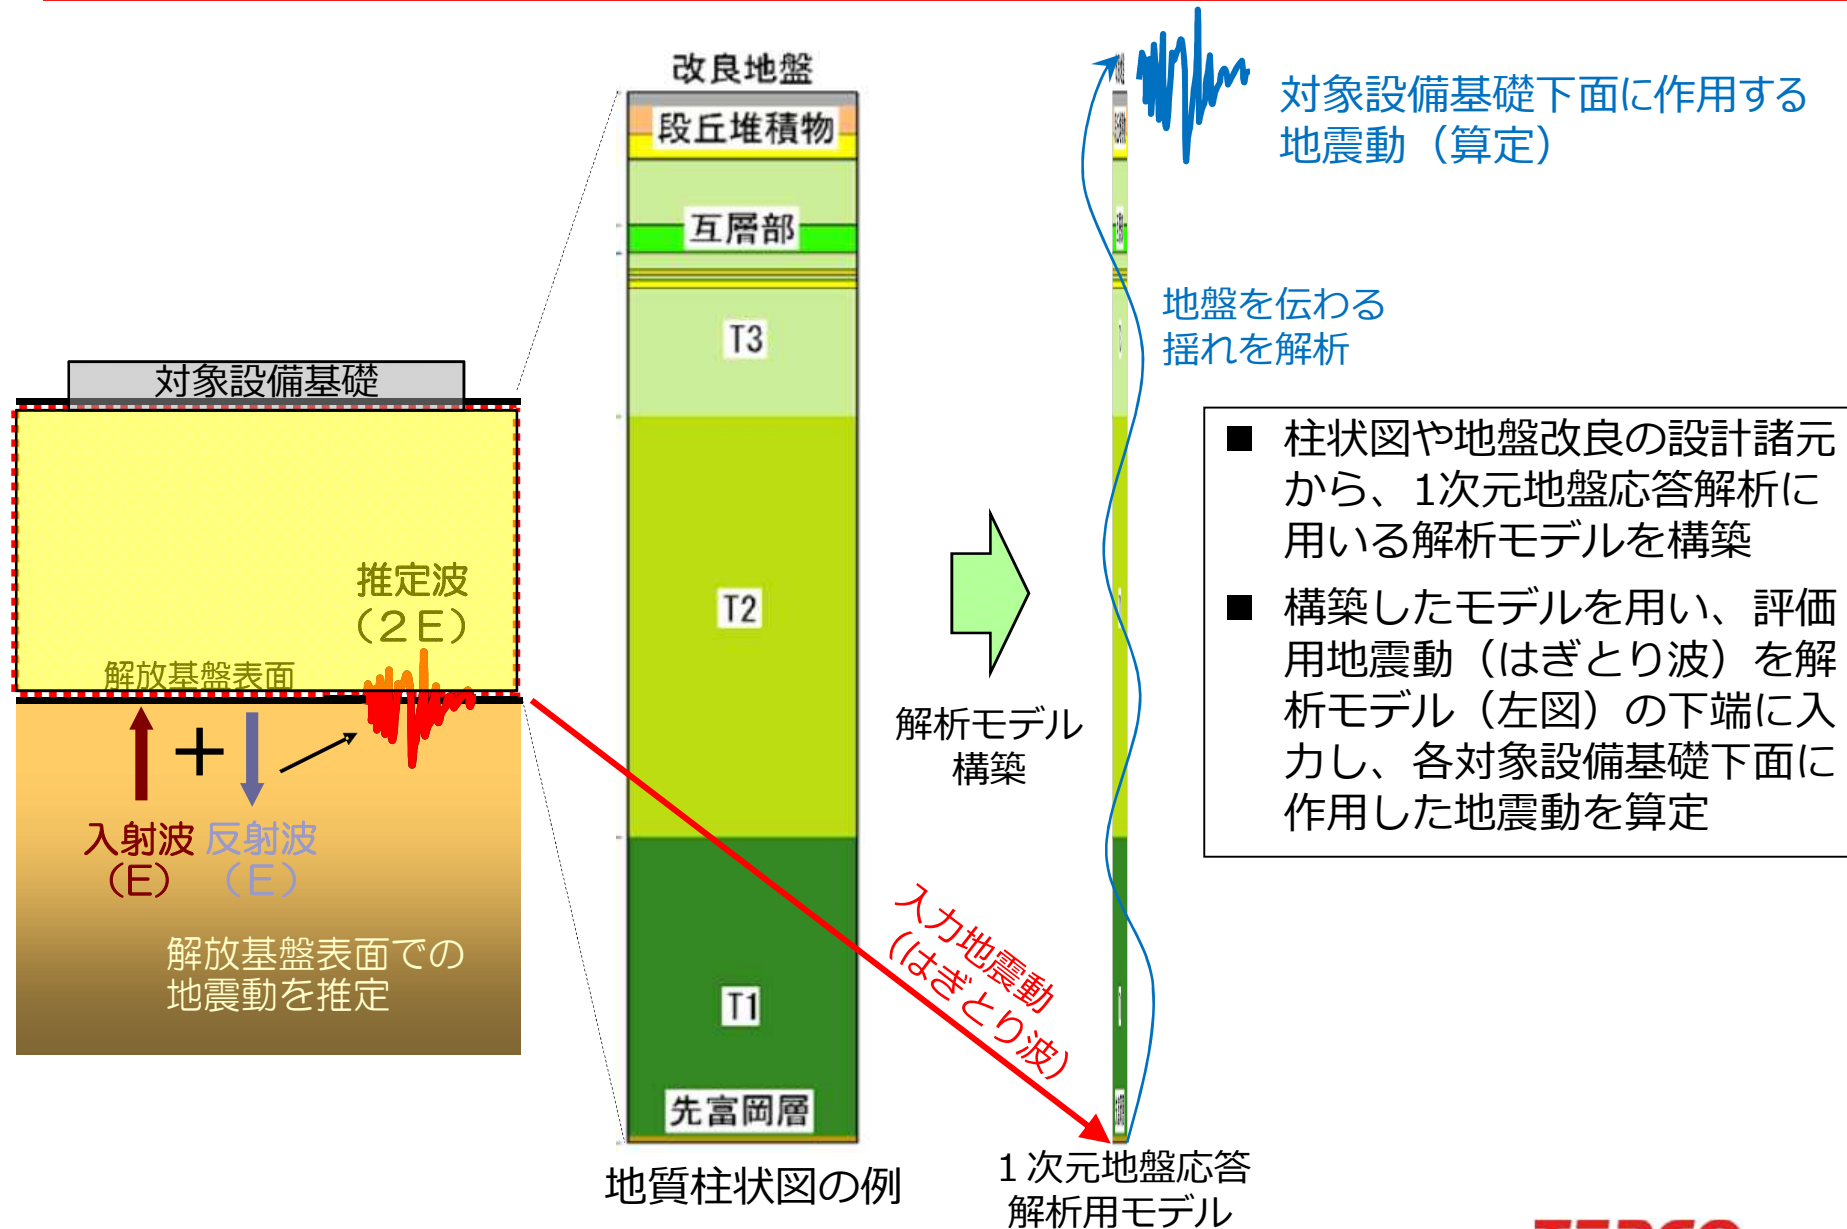 改良地盤
段丘堆積物
互層部
T3
T2
T1
先富岡層
地質柱状図の例
対象設備基礎
推定波
（2E）
解放基盤表面
＋
入射波 反射波
（E） （E）
解放基盤表面での
地震動を推定
解析モデル
構築
入力地震動
（はぎとり波）
１次元地盤応答
解析用モデル
対象設備基礎下面に作用する
地震動（算定）
地盤を伝わる
揺れを解析
■ 柱状図や地盤改良の設計諸元
から、1次元地盤応答解析に
用いる解析モデルを構築
■ 構築したモデルを用い、評価
用地震動（はぎとり波）を解
析モデル（左図）の下端に入
力し、各対象設備基礎下面に
作用した地震動を算定